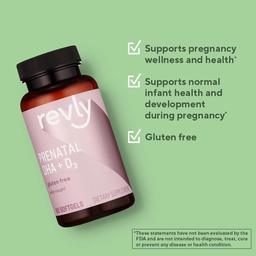 Supports pregnancy
wellness and health*
Supports normal
infant health and
development
during pregnancy*
Gluten free
revly
PRENATAL
DHA + D₃
gluten free
DIETARY SUPPLEMENT
SOFTGELS
*These statements have not been evaluated by the
FDA and are not intended to diagnose, treat, cure
or prevent any disease or health condition.